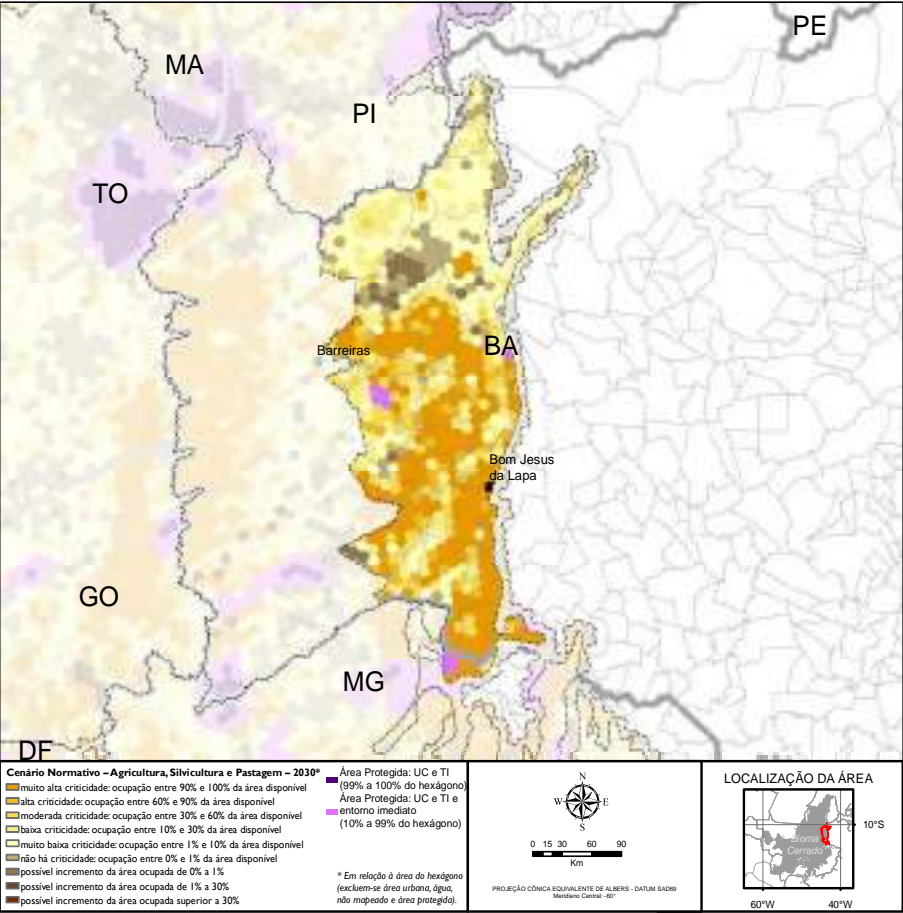 PE
MA
PI
TO
BA
Barreiras
Bom Jesus
da Lapa
GO
MG
DF
Cenário Normativo – Agricultura, Silvicultura e Pastagem – 2030*
muito alta criticidade: ocupação entre 90% e 100% da área disponível
alta criticidade: ocupação entre 60% e 90% da área disponível
moderada criticidade: ocupação entre 30% e 60% da área disponível
baixa criticidade: ocupação entre 10% e 30% da área disponível
muito baixa criticidade: ocupação entre 1% e 10% da área disponível
não há criticidade: ocupação entre 0% e 1% da área disponível
possível incremento da área ocupada de 0% a 1%
possível incremento da área ocupada de 1% a 30%
possível incremento da área ocupada superior a 30%
Área Protegida: UC e TI
(99% a 100% do hexágono)
Área Protegida: UC e TI e
entorno imediato
(10% a 99% do hexágono)
* Em relação à área do hexágono
(excluem-se área urbana, água,
não mapeado e área protegida).
N
W E
S
0 15 30 60 90
Km
PROJEÇÃO CÔNICA EQUIVALENTE DE ALBERS - DATUM SAD69
Meridiano Central: -60°
LOCALIZAÇÃO DA ÁREA
10°S
Bioma
Cerrado
60°W 40°W